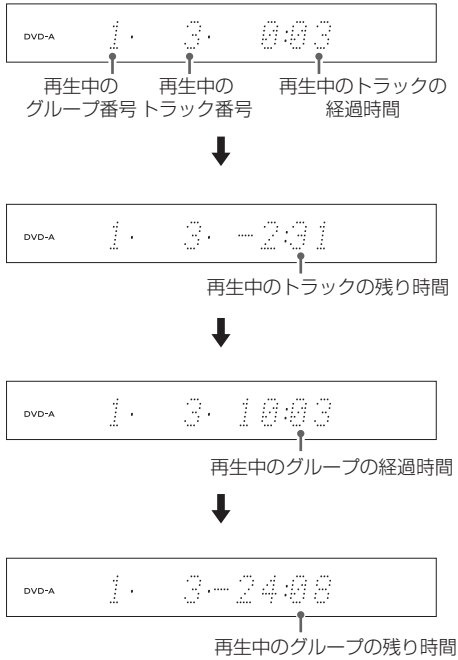 DVD-A 1. 3. 0:03
再生中の 再生中の 再生中のトラックの
グループ番号 トラック番号 経過時間
DVD-A 1. 3. -2:31
再生中のトラックの残り時間
DVD-A 1. 3. 10:03
再生中のグループの経過時間
DVD-A 1. 3.-24:08
再生中のグループの残り時間